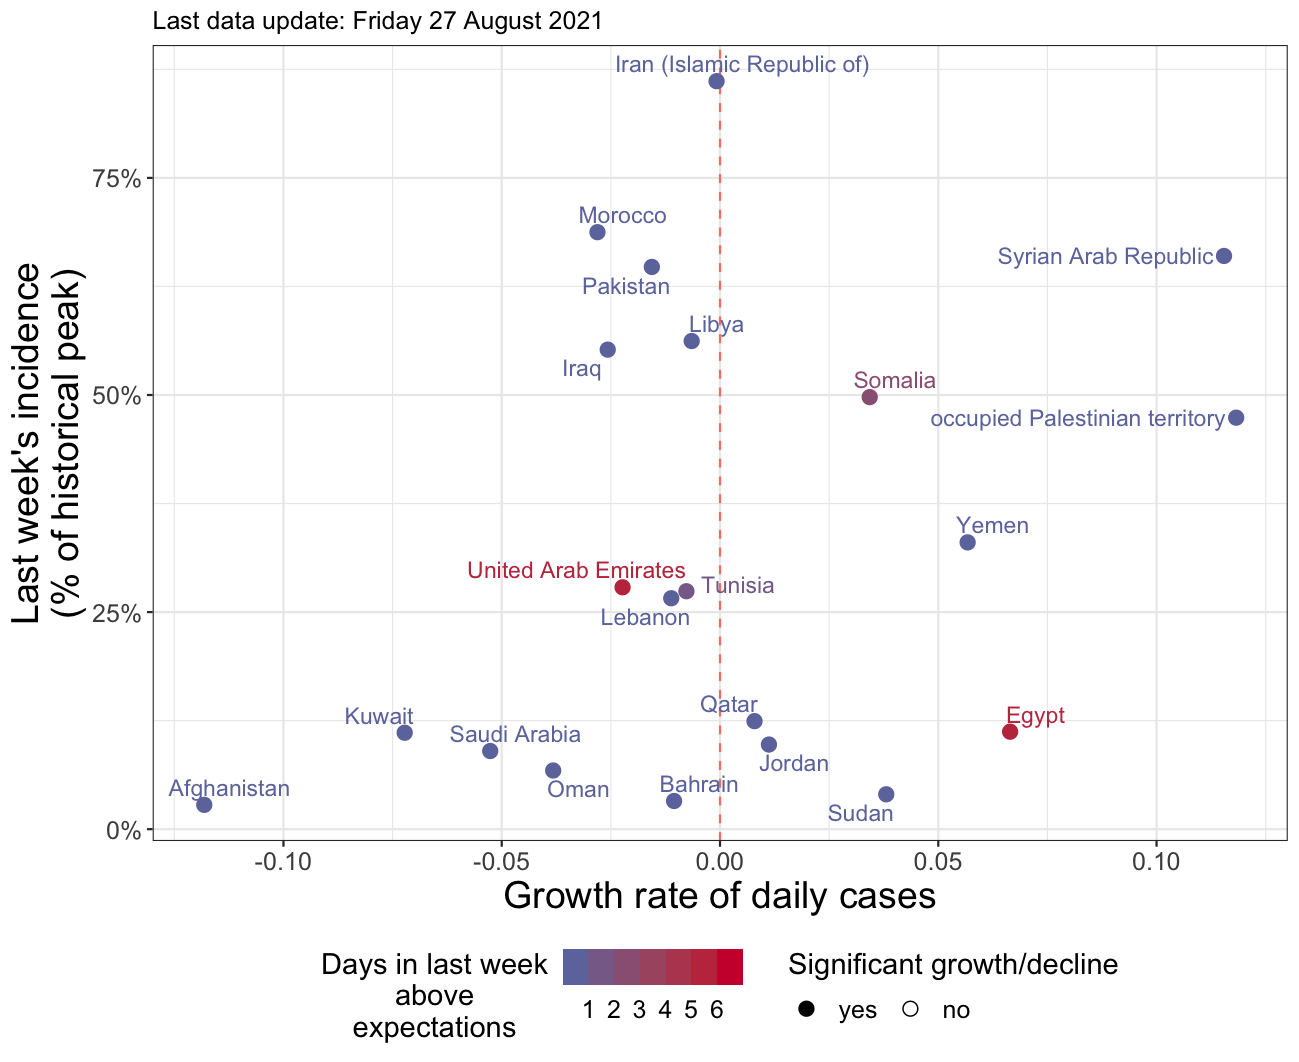 Last data update: Friday 27 August 2021
Iran (Islamic Republic of)
75%
Morocco
Syrian Arab Republic
Pakistan
Libya
Iraq
Somalia
50%
occupied Palestinian territory
Yemen
United Arab Emirates
Tunisia
Lebanon
25%
Qatar
Kuwait
Egypt
Saudi Arabia
Jordan
Afghanistan
Oman
Bahrain
Sudan
0%
Last week's incidence
(% of historical peak)
-0.10 -0.05 0.00 0.05 0.10
Growth rate of daily cases
Days in last week
above
expectations
1 2 3 4 5 6
Significant growth/decline
yes no